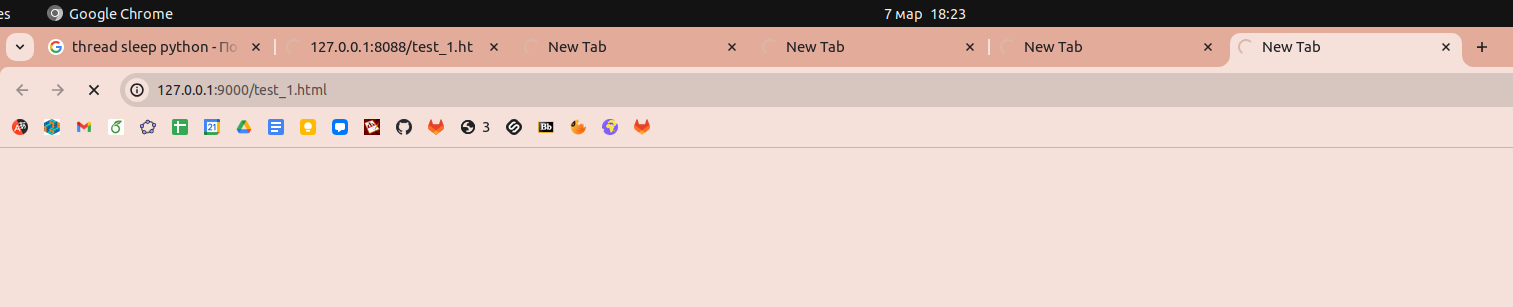 es Google Chrome 7 мар 18:23
thread sleep python - По 127.0.0.1:8088/test_1.ht New Tab New Tab New Tab New Tab
127.0.0.1:9000/test_1.html
A35 21 3 Bb